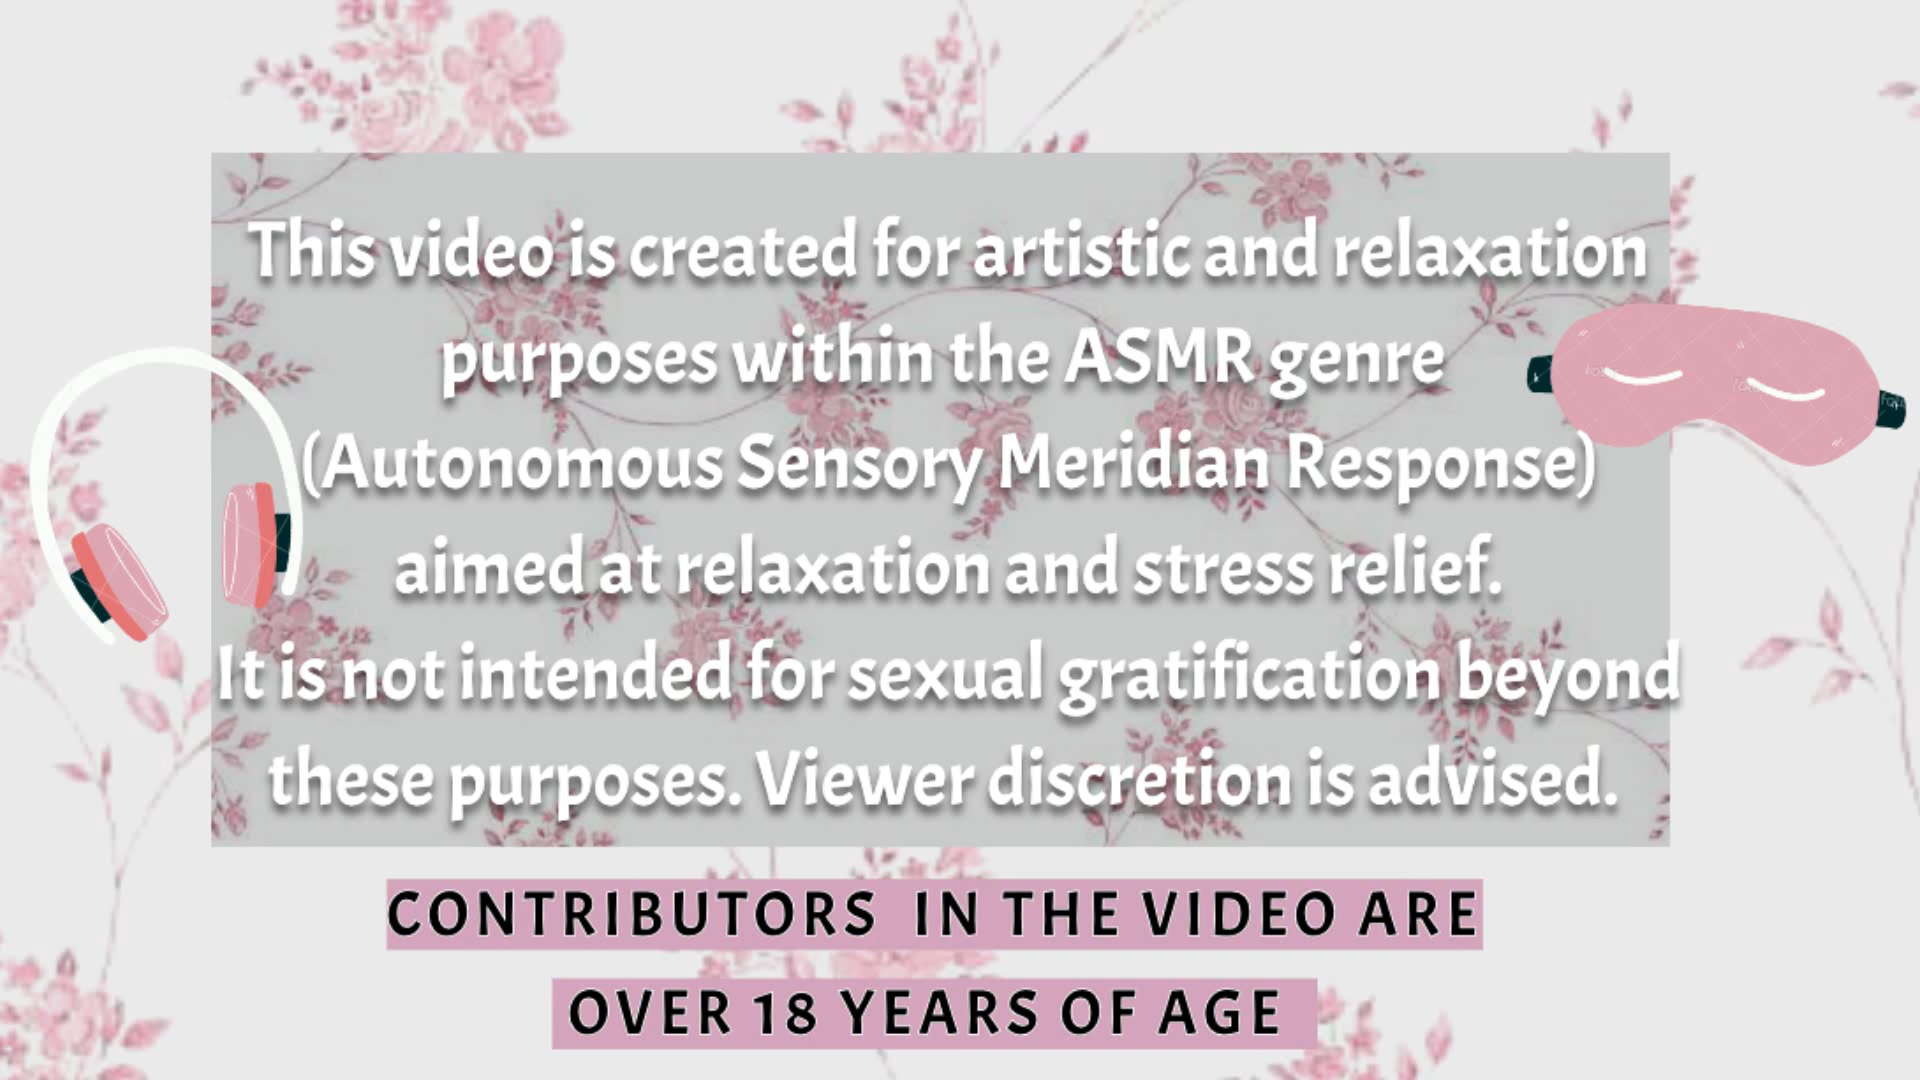 This video is created for artistic and relaxation
purposes within the ASMR genre
(Autonomous Sensory Meridian Response)
aimed at relaxation and stress relief.
It is not intended for sexual gratification beyond
these purposes. Viewer discretion is advised.
CONTRIBUTORS IN THE VIDEO ARE
OVER 18 YEARS OF AGE